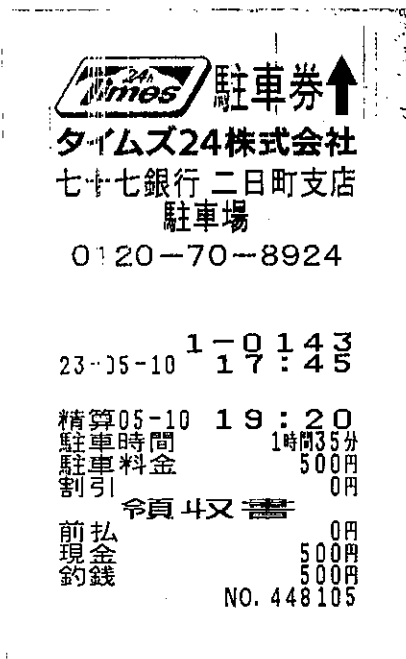 24h Times 駐車券↑
タイムズ24株式会社
七十七銀行 二日町支店
駐車場
0120-70-8924
1-0143
23-05-10 17:45
精算05-10 19:20
駐車時間 1時間35分
駐車料金 500円
割引 0円
領収書
前払 0円
現金 500円
釣銭 500円
NO.448105